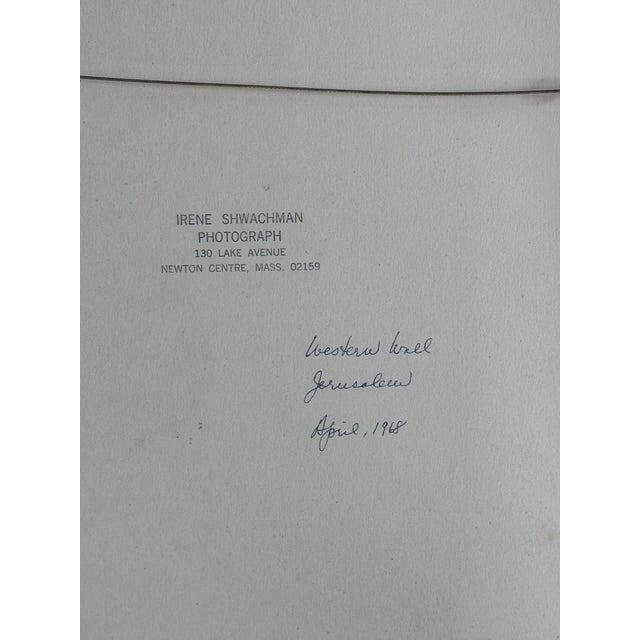 IRENE SHWACHMAN
PHOTOGRAPH
130 LAKE AVENUE
NEWTON CENTRE, MASS. 02159
Western Wall
Jerusalem
April, 1968